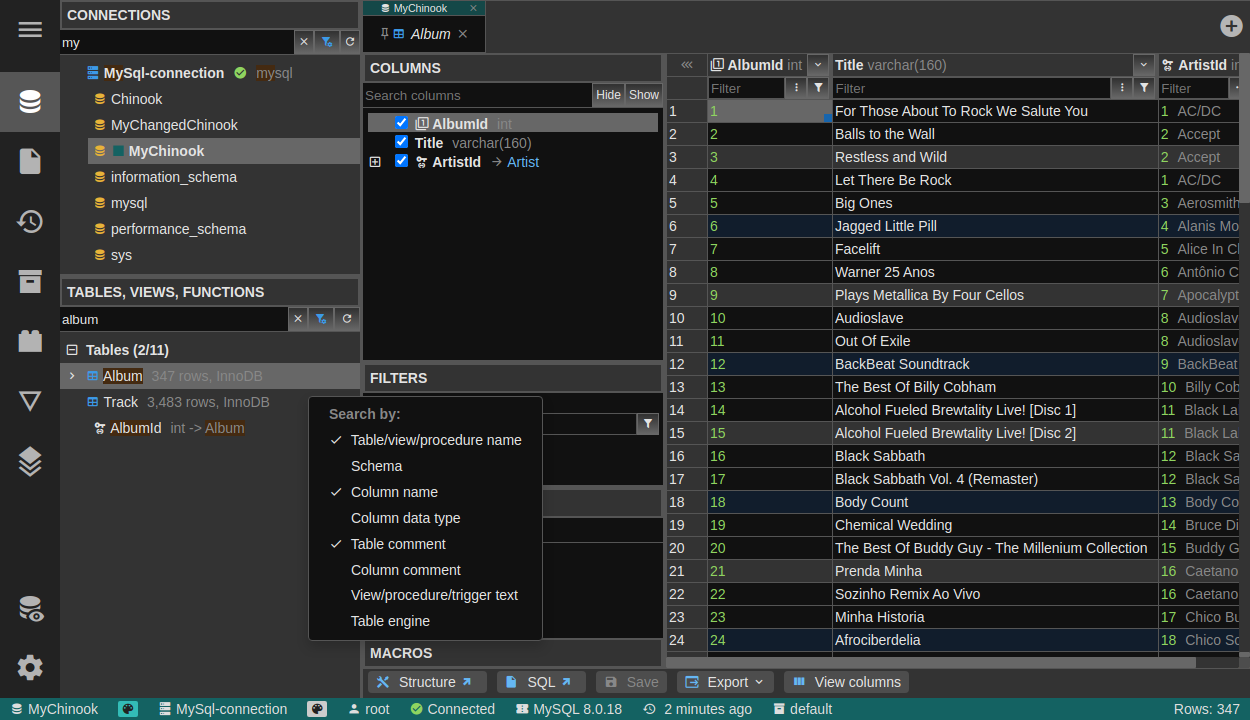 CONNECTIONS
my
MySql-connection mysql
Chinook
MyChangedChinook
MyChinook
information_schema
mysql
performance_schema
sys
TABLES, VIEWS, FUNCTIONS
album
Tables (2/11)
Album 347 rows, InnoDB
Track 3,483 rows, InnoDB
AlbumId int -> Album
Search by:
Table/view/procedure name
Schema
Column name
Column data type
Table comment
Column comment
View/procedure/trigger text
Table engine
MyChinook
Album
COLUMNS
Search columns Hide Show
AlbumId int
Title varchar(160)
ArtistId Artist
FILTERS
MACROS
AlbumId int Title varchar(160) ArtistId
Filter Filter Filter
1 1 For Those About To Rock We Salute You 1 AC/DC
2 2 Balls to the Wall 2 Accept
3 3 Restless and Wild 2 Accept
4 4 Let There Be Rock 1 AC/DC
5 5 Big Ones 3 Aerosmith
6 6 Jagged Little Pill 4 Alanis Mo
7 7 Facelift 5 Alice In C
8 8 Warner 25 Anos 6 Antônio C
9 9 Plays Metallica By Four Cellos 7 Apocalypt
10 10 Audioslave 8 Audioslav
11 11 Out Of Exile 8 Audioslav
12 12 BackBeat Soundtrack 9 BackBeat
13 13 The Best Of Billy Cobham 10 Billy Cob
14 14 Alcohol Fueled Brewtality Live! [Disc 1] 11 Black La
15 15 Alcohol Fueled Brewtality Live! [Disc 2] 11 Black La
16 16 Black Sabbath 12 Black Sa
17 17 Black Sabbath Vol. 4 (Remaster) 12 Black Sa
18 18 Body Count 13 Body Co
19 19 Chemical Wedding 14 Bruce Di
20 20 The Best Of Buddy Guy - The Millenium Collection 15 Buddy G
21 21 Prenda Minha 16 Caetano
22 22 Sozinho Remix Ao Vivo 16 Caetano
23 23 Minha Historia 17 Chico Bu
24 24 Afrociberdelia 18 Chico Sc
Structure SQL Save Export View columns
MyChinook MySql-connection root Connected MySQL 8.0.18 2 minutes ago default Rows: 347